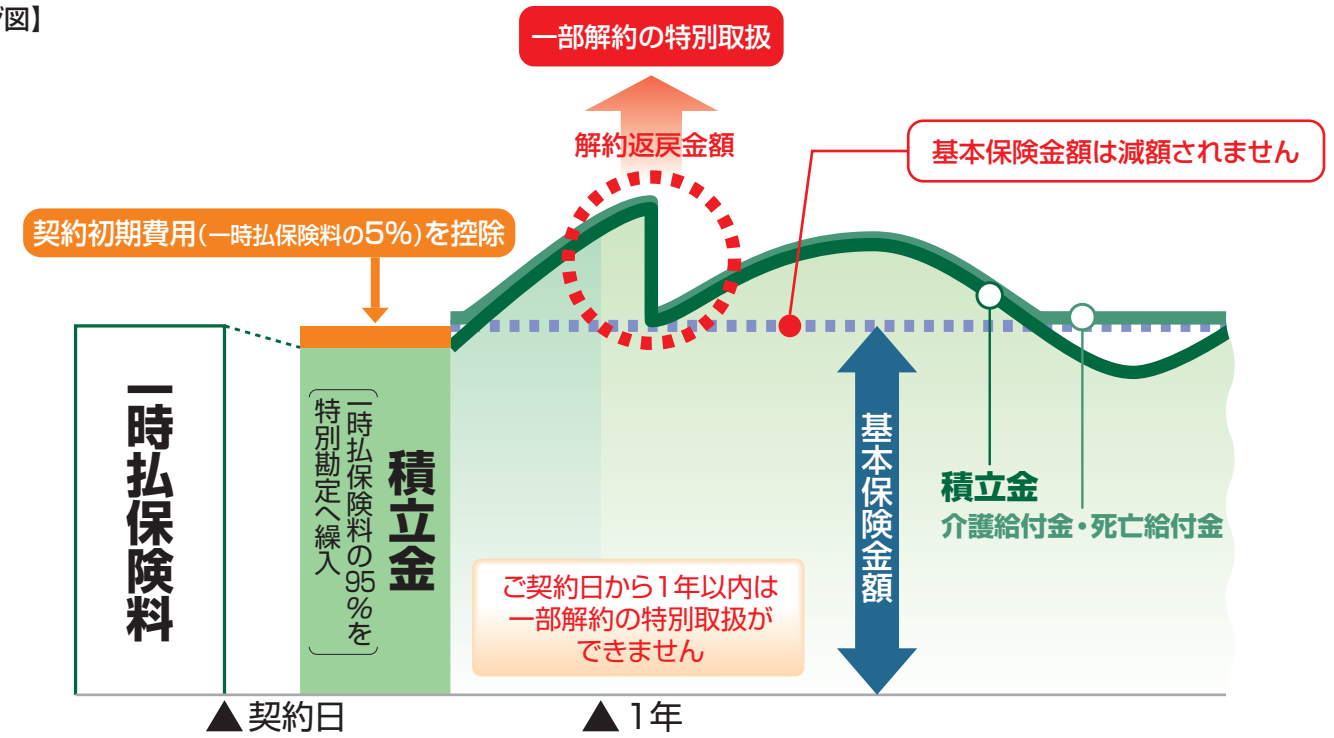 図】
一部解約の特別取扱
解約返戻金額
基本保険金額は減額されません
契約初期費用(一時払保険料の5%)を控除
一時払保険料
一時払保険料の95%を
特別勘定へ繰入
積立金
基本保険金額
積立金
介護給付金・死亡給付金
ご契約日から1年以内は
一部解約の特別取扱が
できません
▲契約日
▲1年